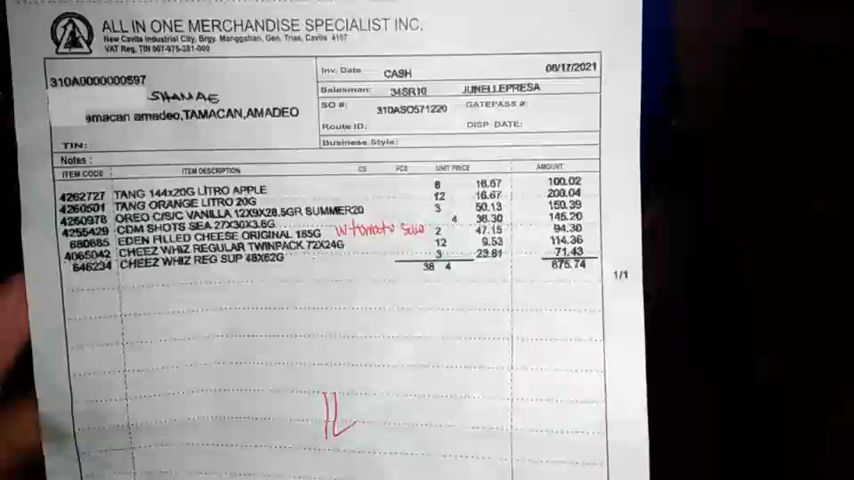 ALL IN ONE MERCHANDISE SPECIALIST INC.
New Cavite Industrial City, Brgy. Manggahan, Gen. Trias, Cavite 4107
VAT Reg. TIN 007-975-281-000
310A0000000597
SHAMAE
amacan amadeo,TAMACAN,AMADEO
TIN:
Inv. Date CASH 06/17/2021
Salesman: 34SR10 JUNELLEPRESA
SO #: 310ASO571220 GATEPASS #:
Route ID: DISP DATE:
Business Style:
Notes :
ITEM CODE ITEM DESCRIPTION CS PCS UNIT PRICE AMOUNT
4262727 TANG 144x20G LITRO APPLE 6 16.67 100.02
4260501 TANG ORANGE LITRO 20G 12 16.67 200.04
4260978 OREO C/S/C VANILLA 12X9X28.5GR SUMMER20 3 50.13 150.39
4255429 CDM SHOTS SEA 27X30X3.6G 4 36.30 145.20
680685 EDEN FILLED CHEESE ORIGINAL 165G w tomato 2 47.15 94.30
4065042 CHEEZ WHIZ REGULAR TWINPACK 72X24G 12 9.53 114.36
646234 CHEEZ WHIZ REG SUP 48X62G 3 23.81 71.43
38 4 875.74
1/1